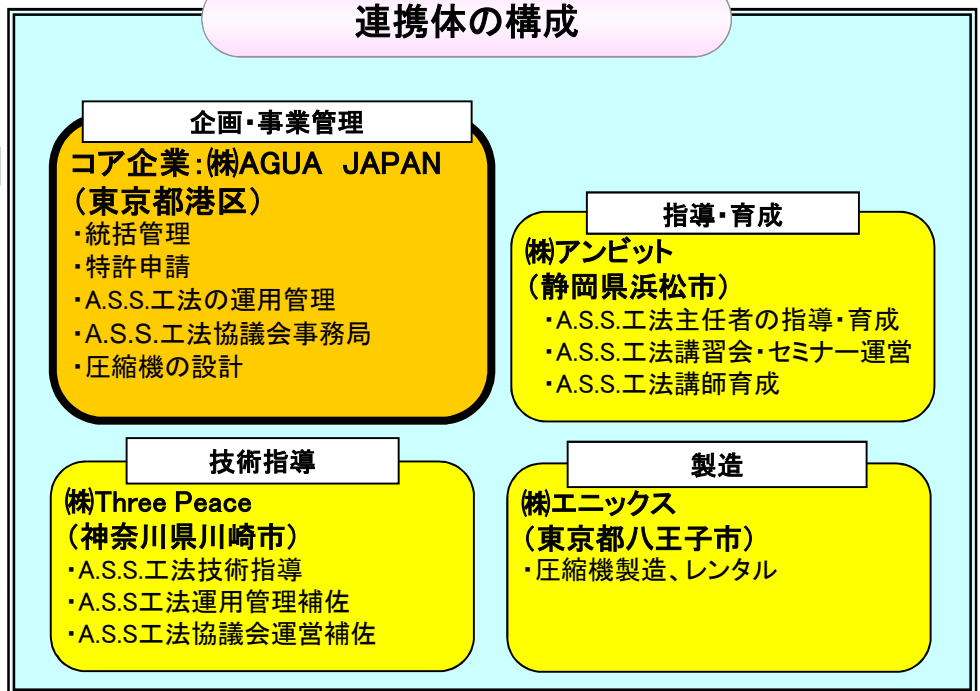 連携体の構成
企画・事業管理
コア企業：㈱AGUA　JAPAN
（東京都港区）
・統括管理
・特許申請
・A.S.S.工法の運用管理
・A.S.S.工法協議会事務局
・圧縮機の設計
指導・育成
㈱アンビット
（静岡県浜松市）
・A.S.S.工法主任者の指導・育成
・A.S.S.工法講習会・セミナー運営
・A.S.S.工法講師育成
技術指導
㈱Three Peace
（神奈川県川崎市）
・A.S.S.工法技術指導
・A.S.S工法運用管理補佐
・A.S.S工法協議会運営補佐
製造
㈱エニックス
（東京都八王子市）
・圧縮機製造、レンタル